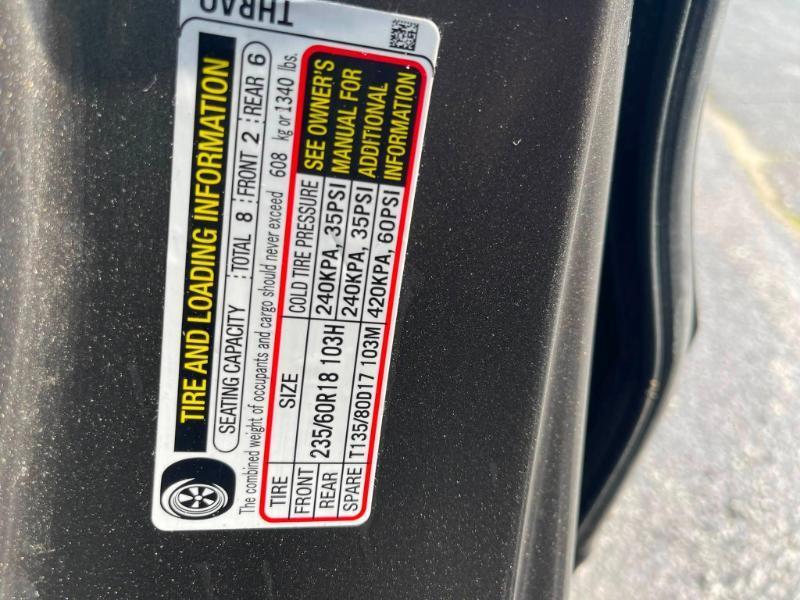 THRAD
TIRE AND LOADING INFORMATION
SEATING CAPACITY TOTAL 8 FRONT 2 REAR 6
The combined weight of occupants and cargo should never exceed 608 kg or 1340 lbs.
TIRE SIZE COLD TIRE PRESSURE SEE OWNER'S
FRONT 235/60R18 103H 240KPA, 35PSI MANUAL FOR
REAR 240KPA, 35PSI ADDITIONAL
SPARE T135/80D17 103M 420KPA, 60PSI INFORMATION